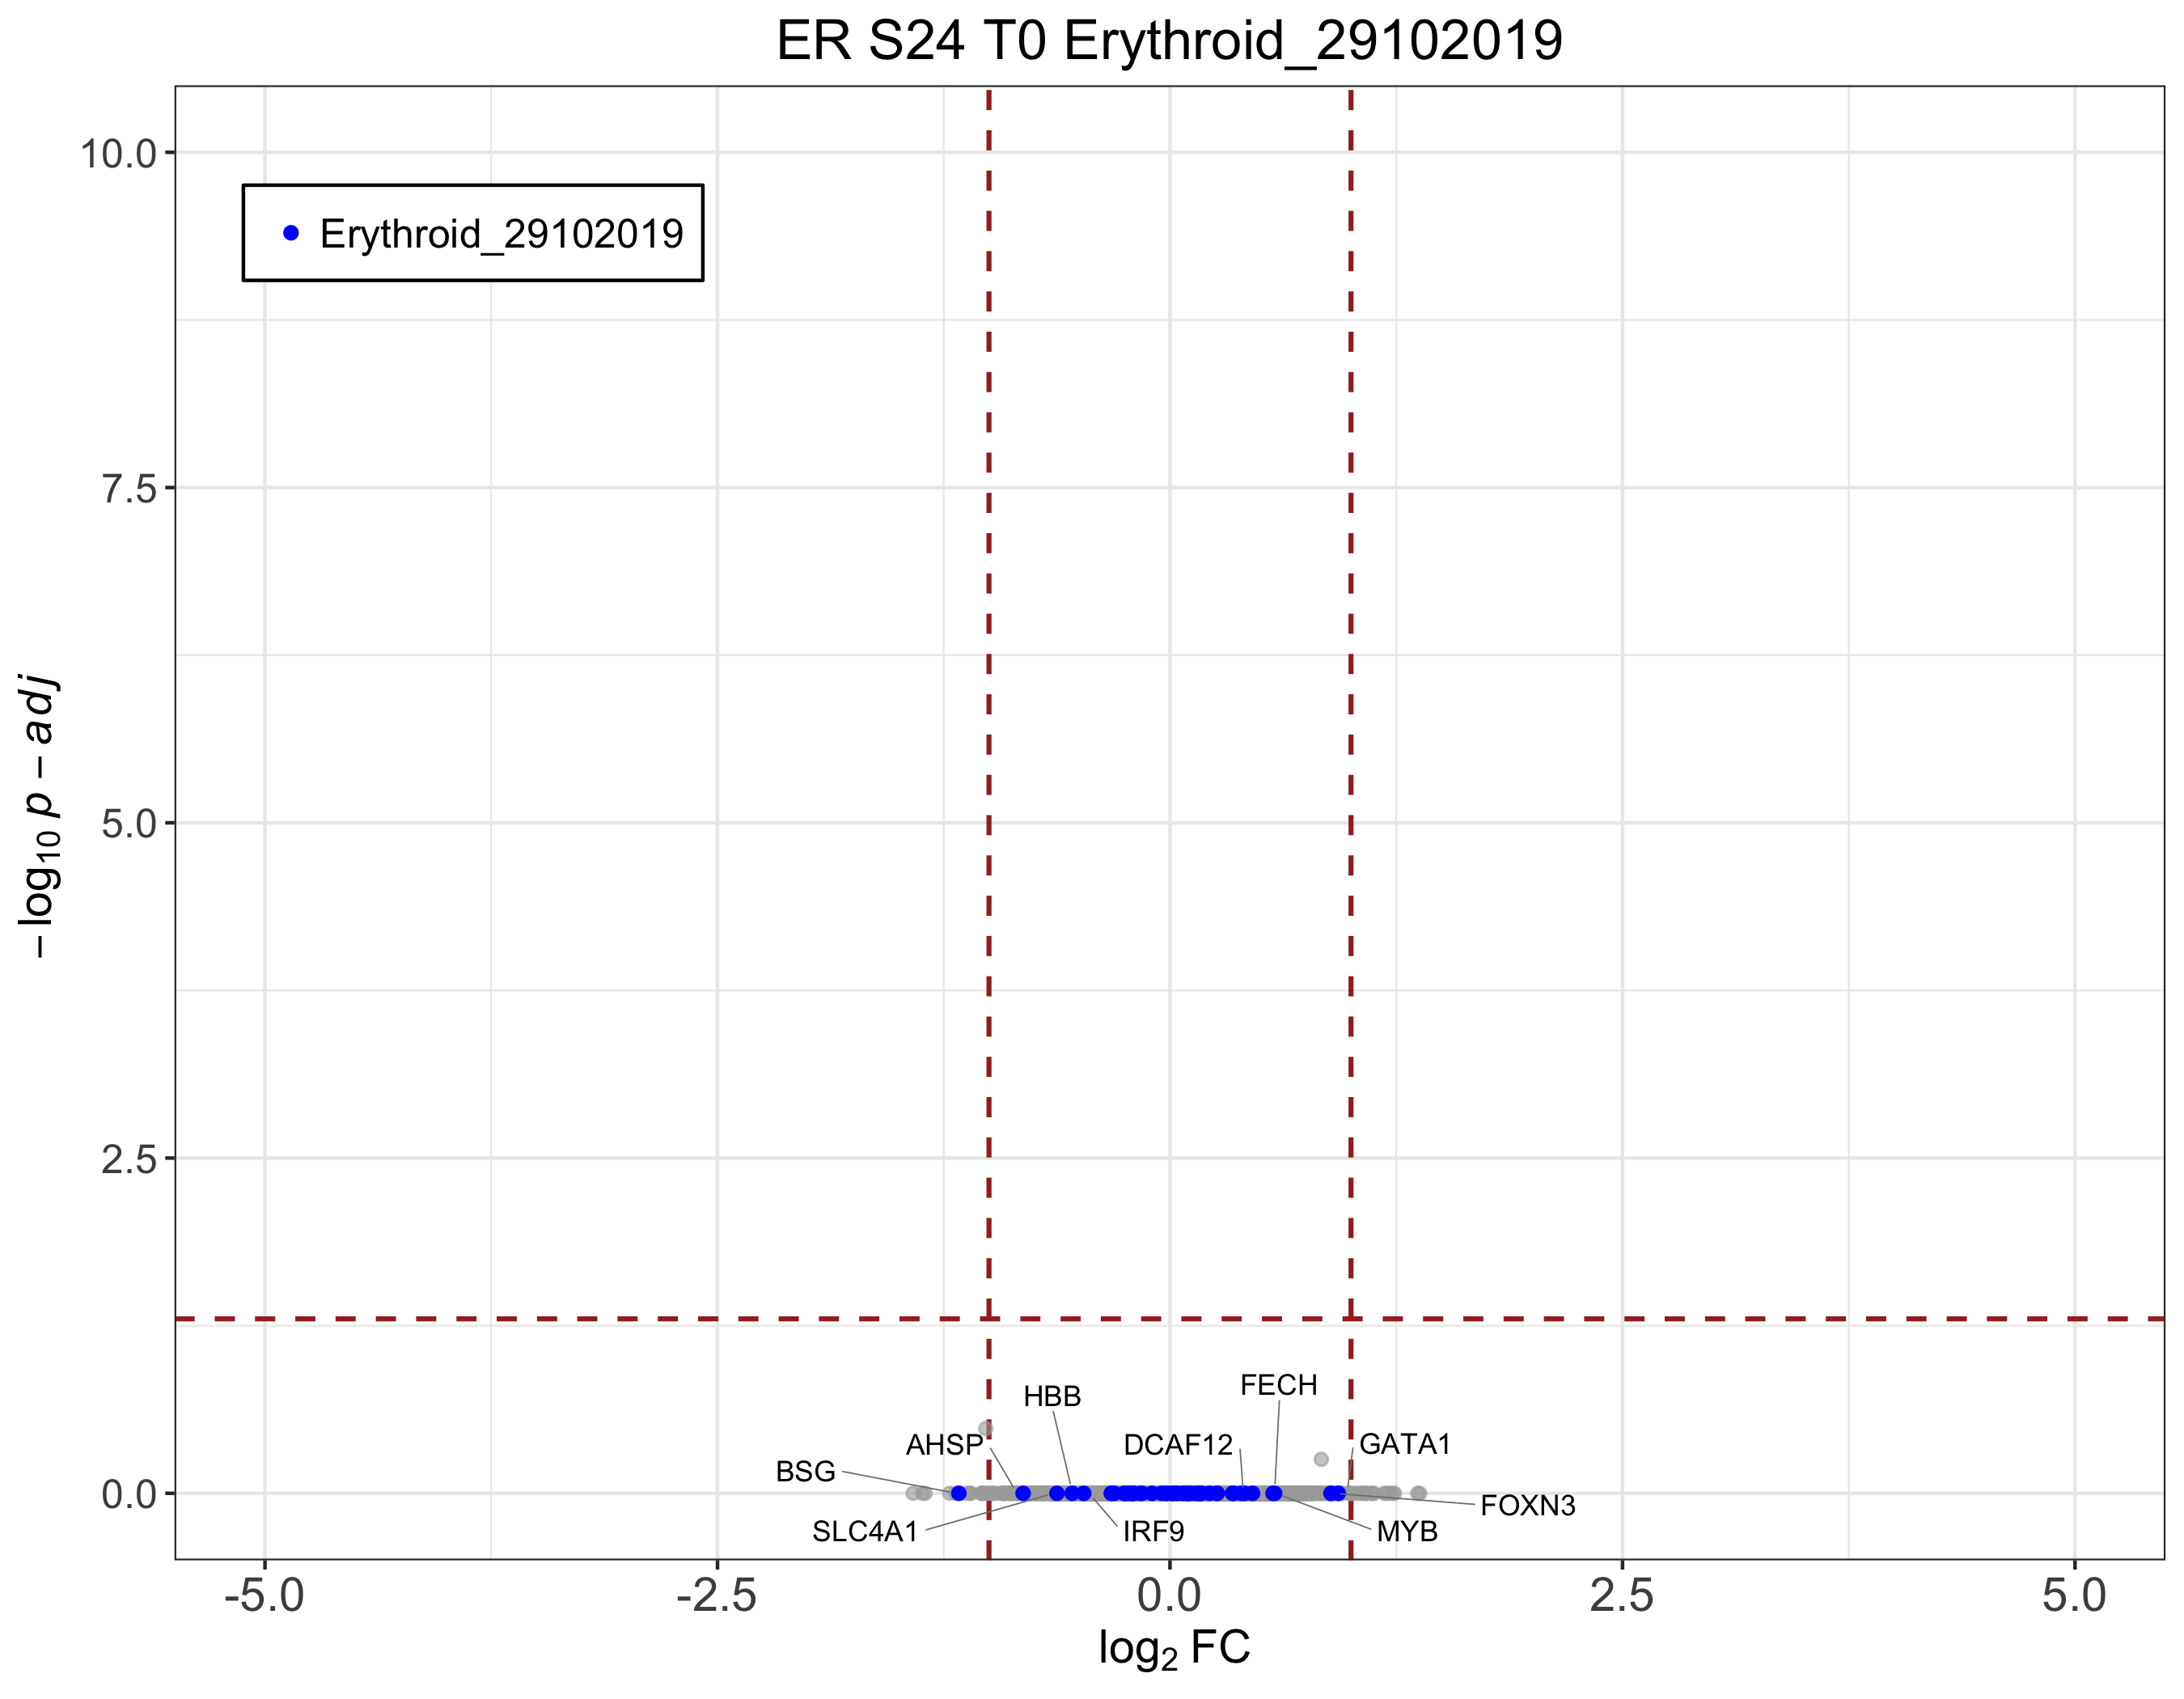 ER S24 T0 Erythroid_29102019
10.0
Erythroid_29102019
7.5
5.0
2.5
0.0
−log10 p − adj
HBB
FECH
AHSP
DCAF12
GATA1
BSG
FOXN3
SLC4A1
IRF9
MYB
-5.0
-2.5
0.0
2.5
5.0
log2 FC